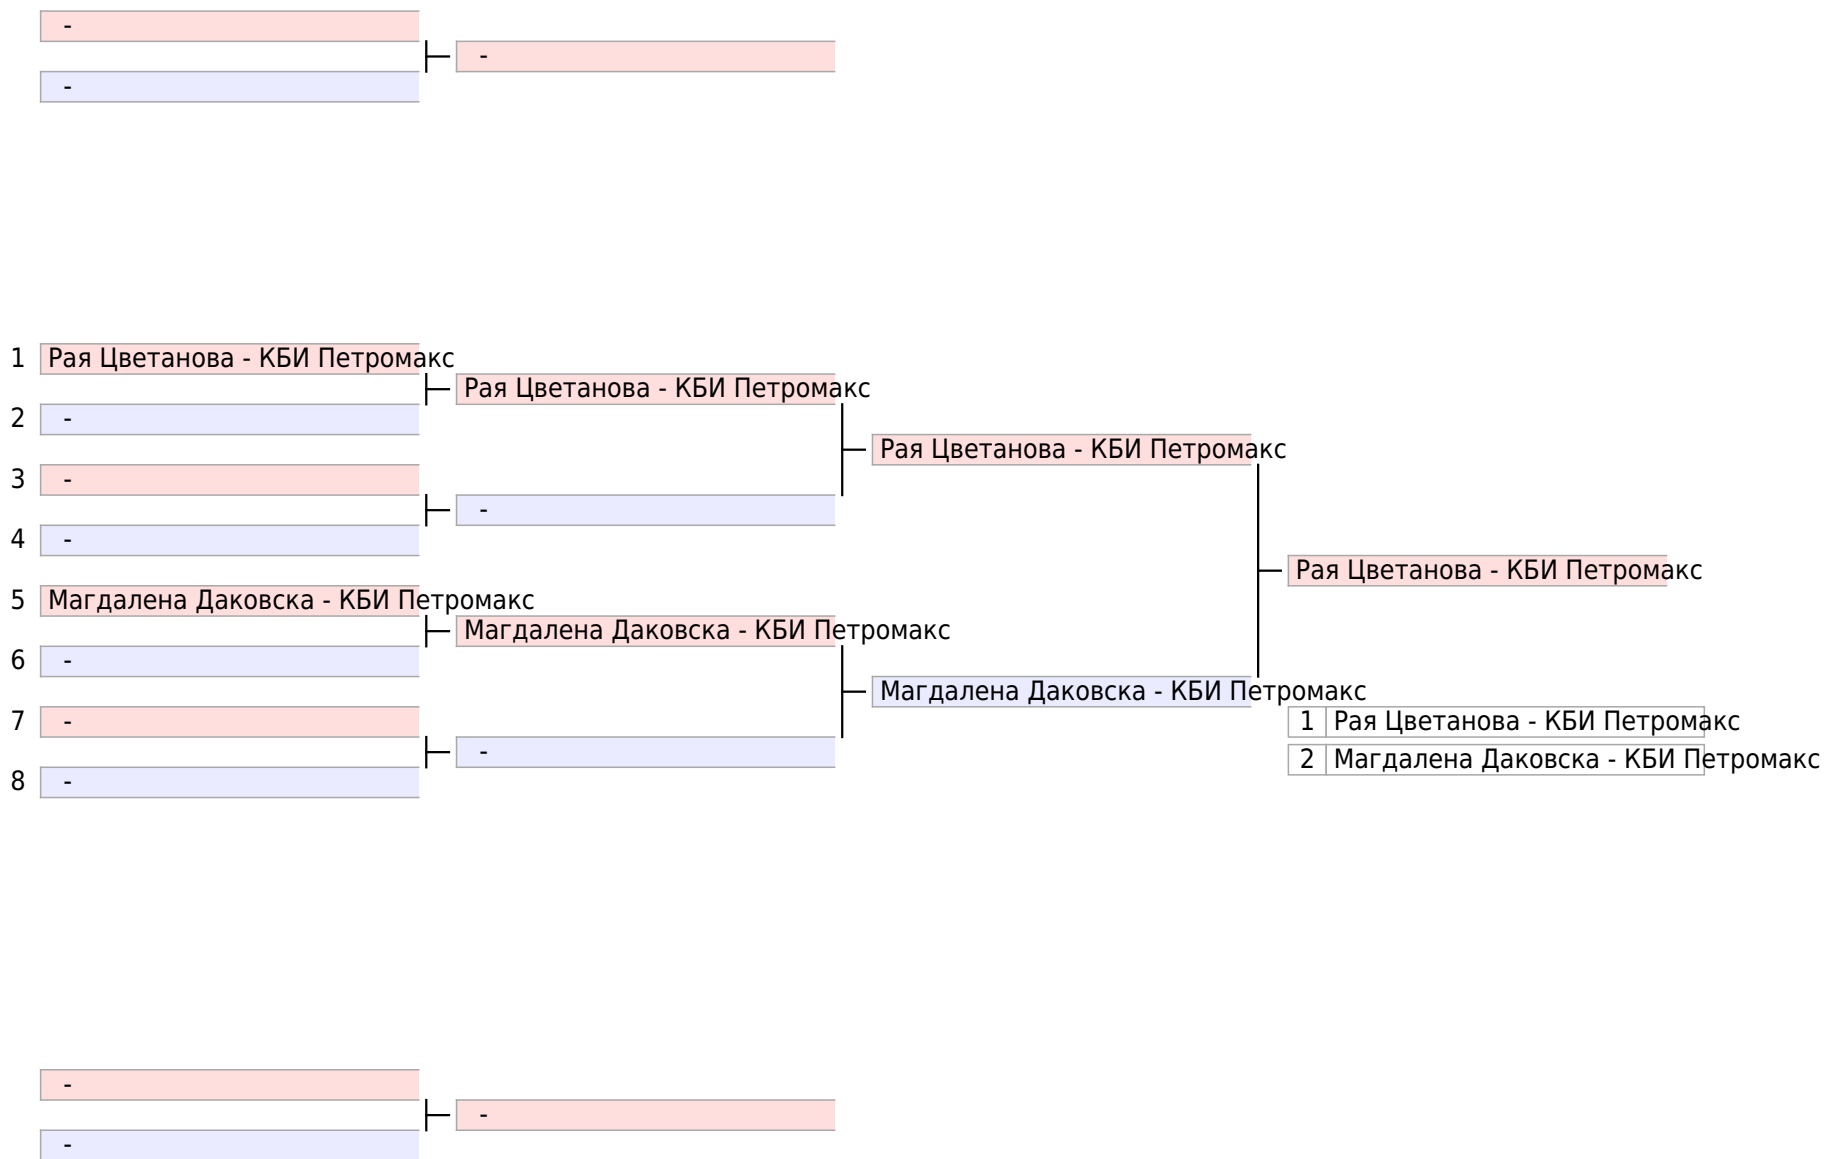 -
-
-
1 Рая Цветанова - КБИ Петромакс
Рая Цветанова - КБИ Петромакс
2 -
Рая Цветанова - КБИ Петромакс
3 -
-
4 -
Рая Цветанова - КБИ Петромакс
5 Магдалена Даковска - КБИ Петромакс
Магдалена Даковска - КБИ Петромакс
6 -
Магдалена Даковска - КБИ Петромакс
7 -
1 Рая Цветанова - КБИ Петромакс
-
2 Магдалена Даковска - КБИ Петромакс
8 -
-
-
-